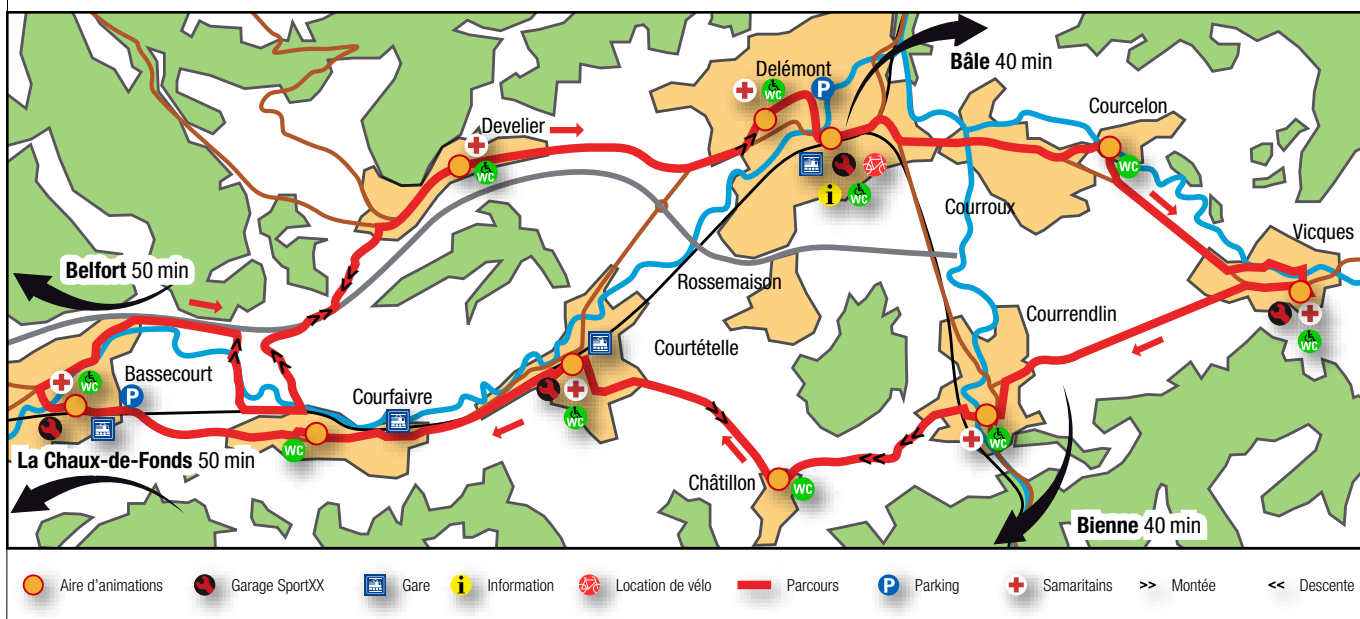 Bâle 40 min
Delémont
P
WC
Courcelon
Develier
WC
WC
i
WC
Courroux
Vicques
Belfort 50 min
Rossemaison
Courrendlin
WC
Courtételle
Bassecourt
WC
P
Courfaivre
WC
WC
WC
La Chaux-de-Fonds 50 min
Châtillon
WC
Bienne 40 min
Aire d'animations
Garage SportXX
Gare
i Information
Location de vélo
Parcours
P Parking
Samaritains
>> Montée
<< Descente